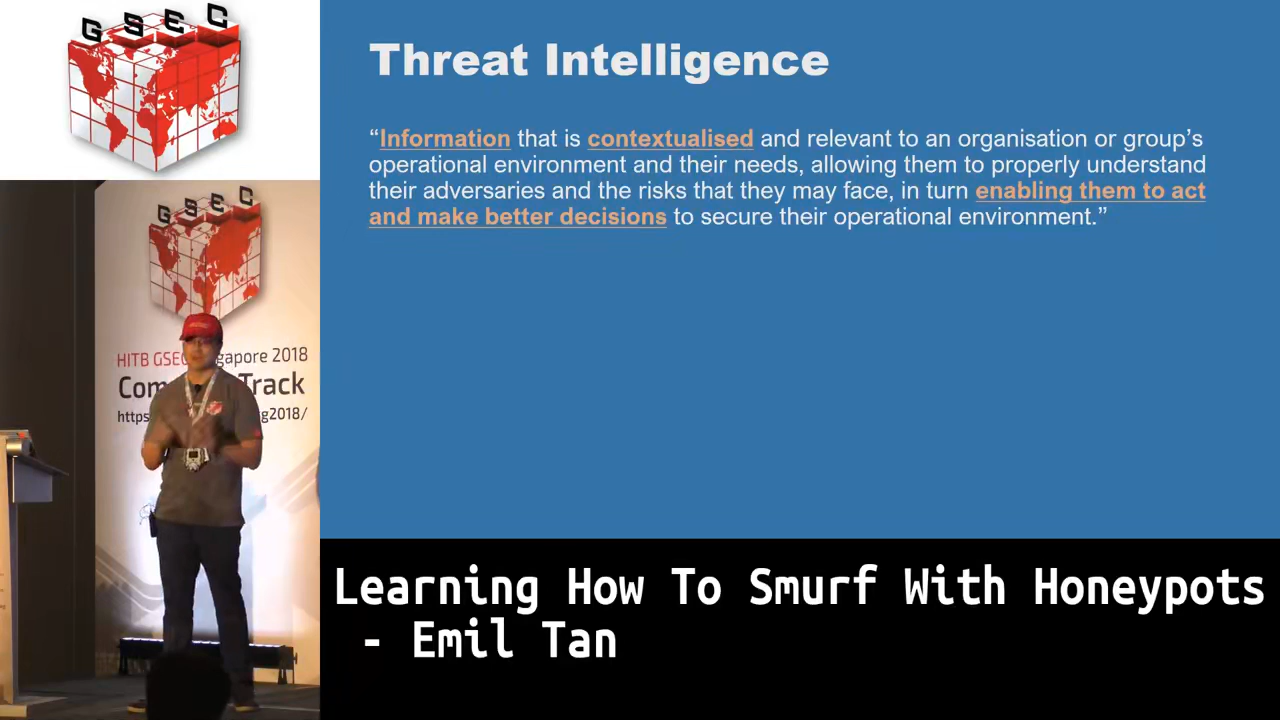 GSEC
Threat Intelligence
“Information that is contextualised and relevant to an organisation or group’s
operational environment and their needs, allowing them to properly understand
their adversaries and the risks that they may face, in turn enabling them to act
and make better decisions to secure their operational environment.”
GSEC
HITB GSEC gapore 2018
Com Track
https g2018/
Learning How To Smurf With Honeypots
- Emil Tan